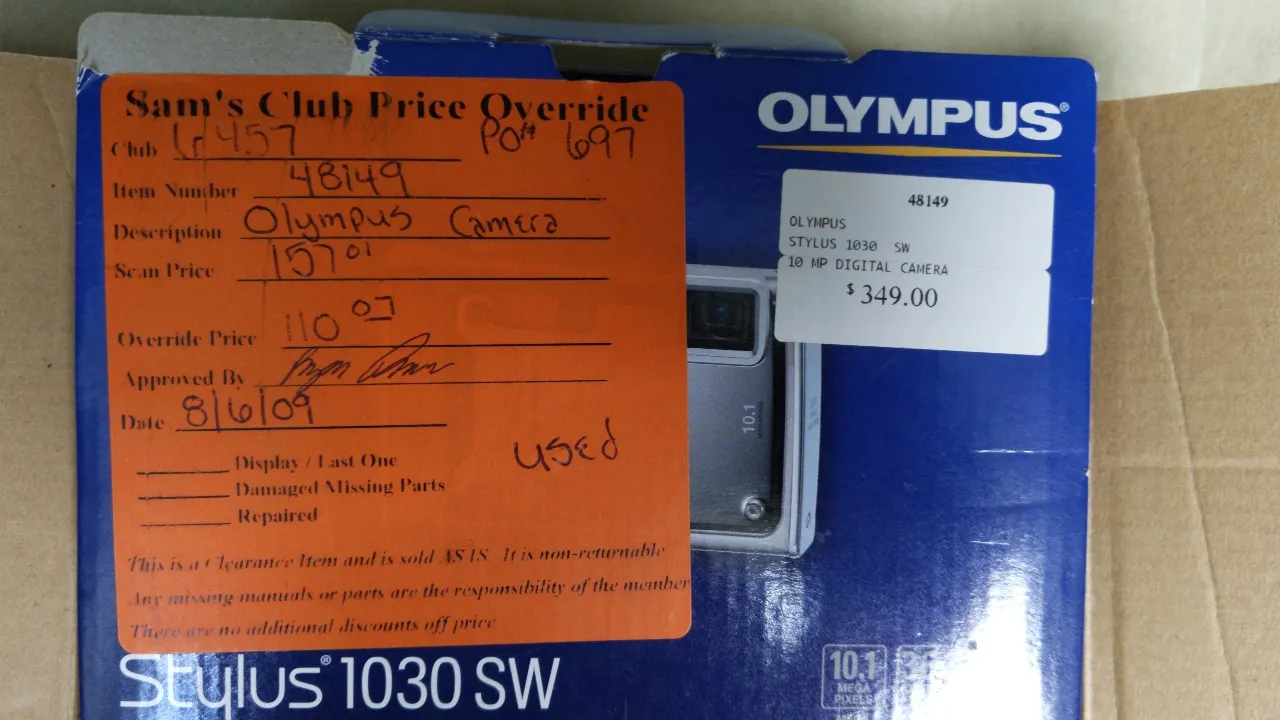 Sam's Club Price Override
Club 6457 PO# 697
Item Number 48149
Description Olympus Camera
Scan Price 157 01
Override Price 110 07
Approved By
Date 8/6/09
used
Display / Last One
Damaged Missing Parts
Repaired
This is a Clearance Item and is sold AS IS. It is non-returnable
Any missing manuals or parts are the responsibility of the member
There are no additional discounts off price
OLYMPUS®
48149
OLYMPUS
STYLUS 1030 SW
10 MP DIGITAL CAMERA
$ 349.00
10.1
Stylus® 1030 SW
10.1
MEGA
PIXELS